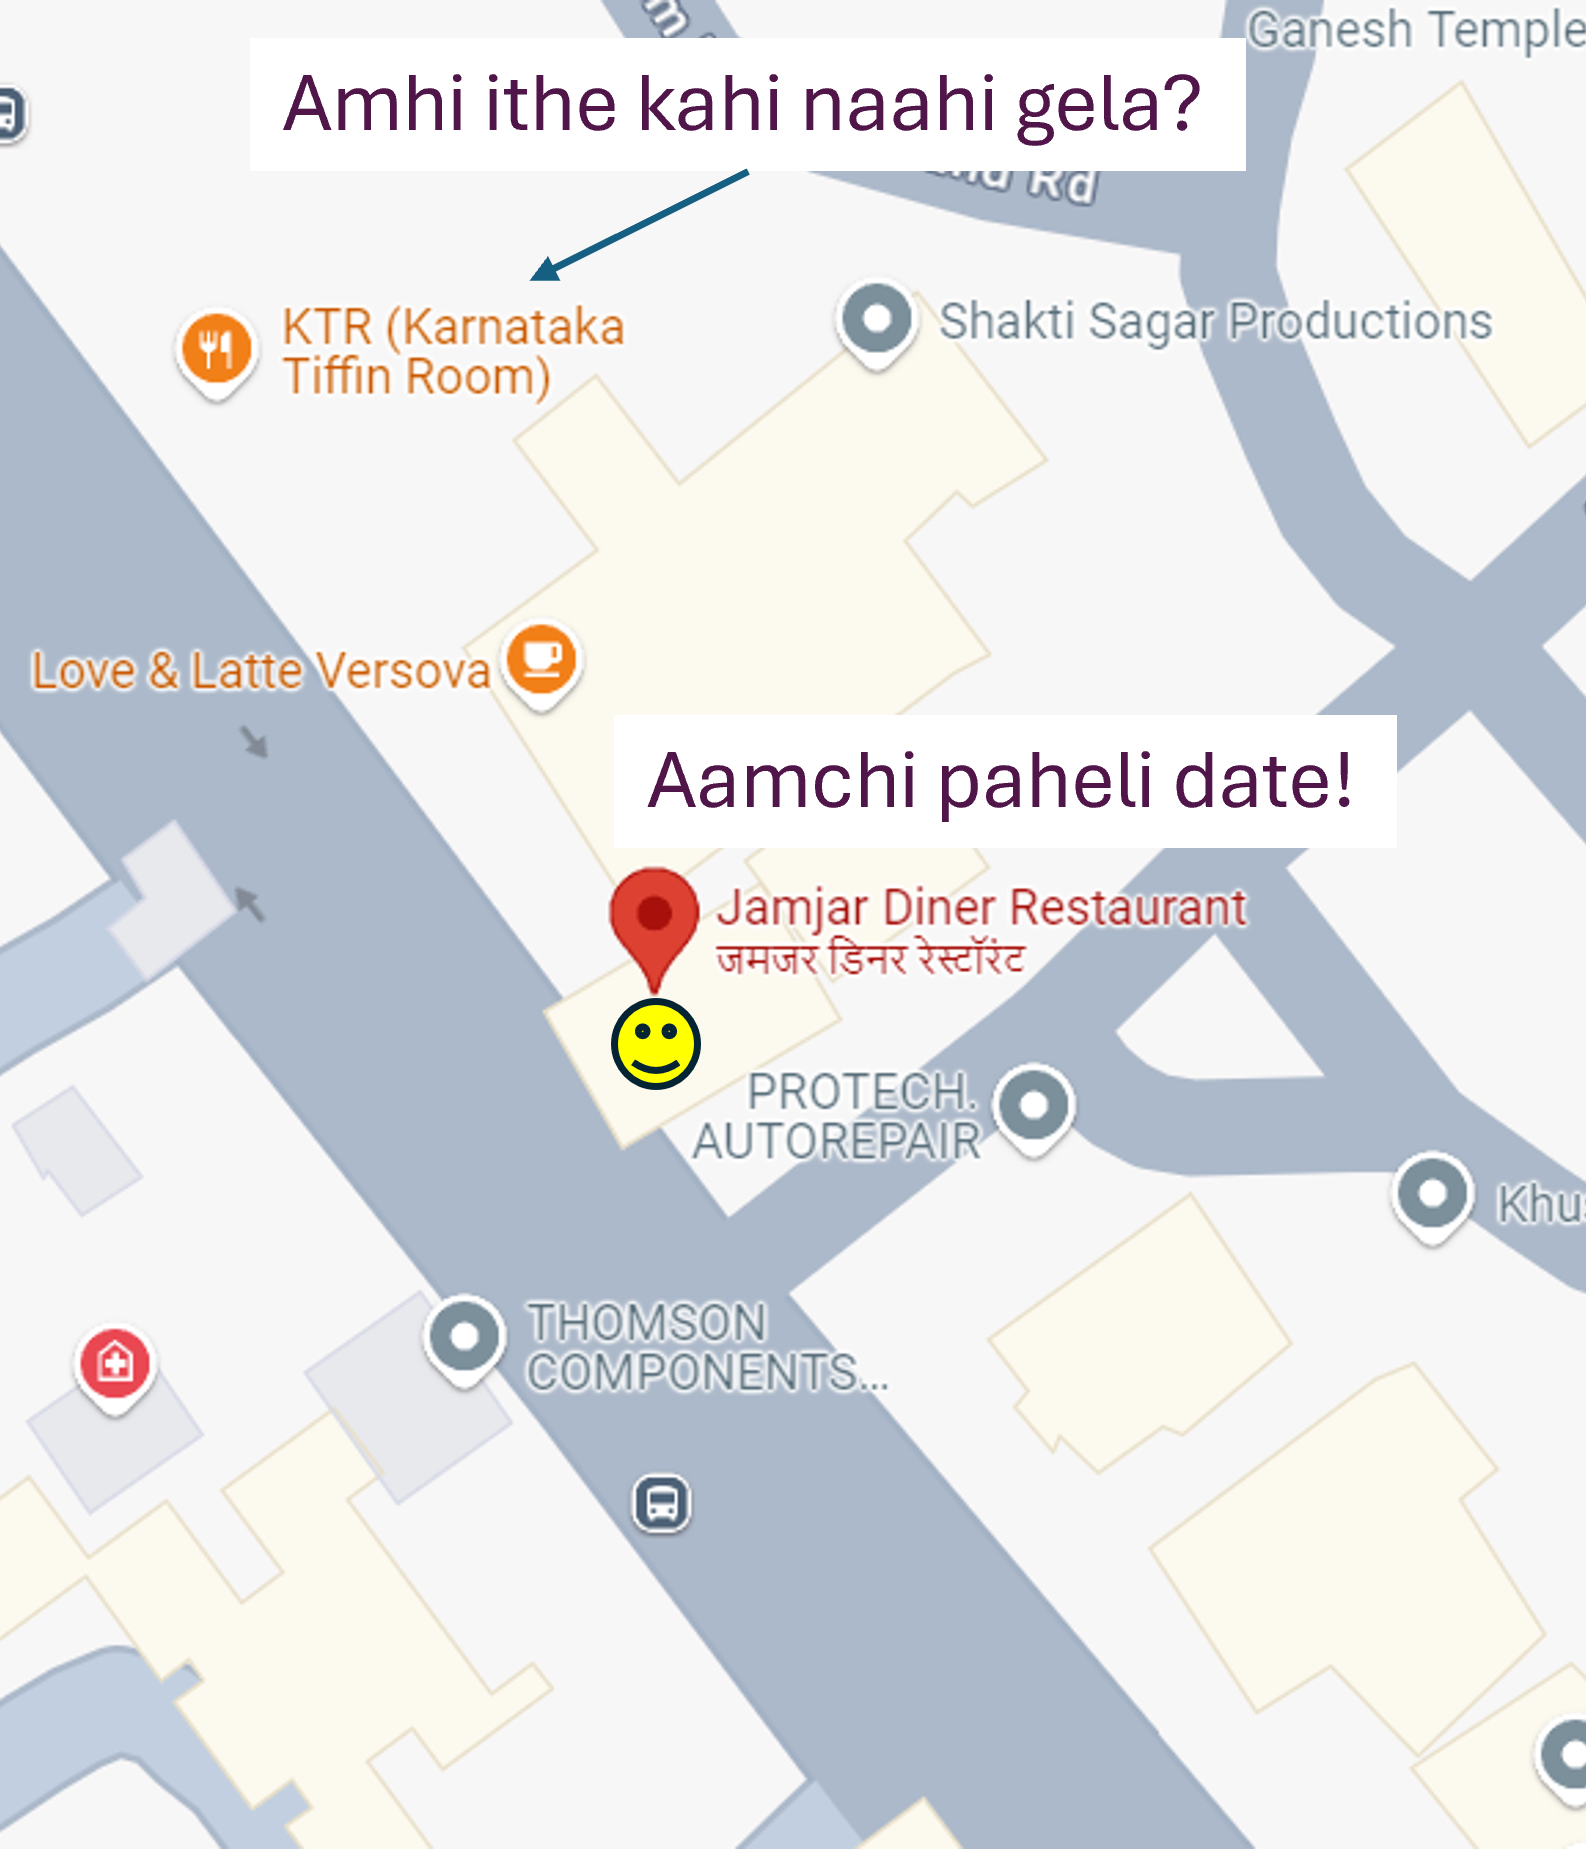 Ganesh Temple
Amhi ithe kahi naahi gela?
Rd
KTR (Karnataka
Tiffin Room)
Shakti Sagar Productions
Love & Latte Versova
Aamchi paheli date!
Jamjar Diner Restaurant
जमजर डिनर रेस्टॉरंट
PROTECH.
AUTOREPAIR
THOMSON
COMPONENTS...